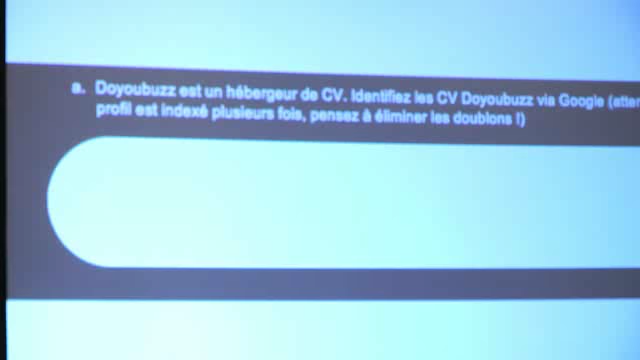 a. Doyoubuzz est un hébergeur de CV. Identifiez les CV Doyoubuzz via Google (atten
profil est indexé plusieurs fois, pensez à éliminer les doublons !)